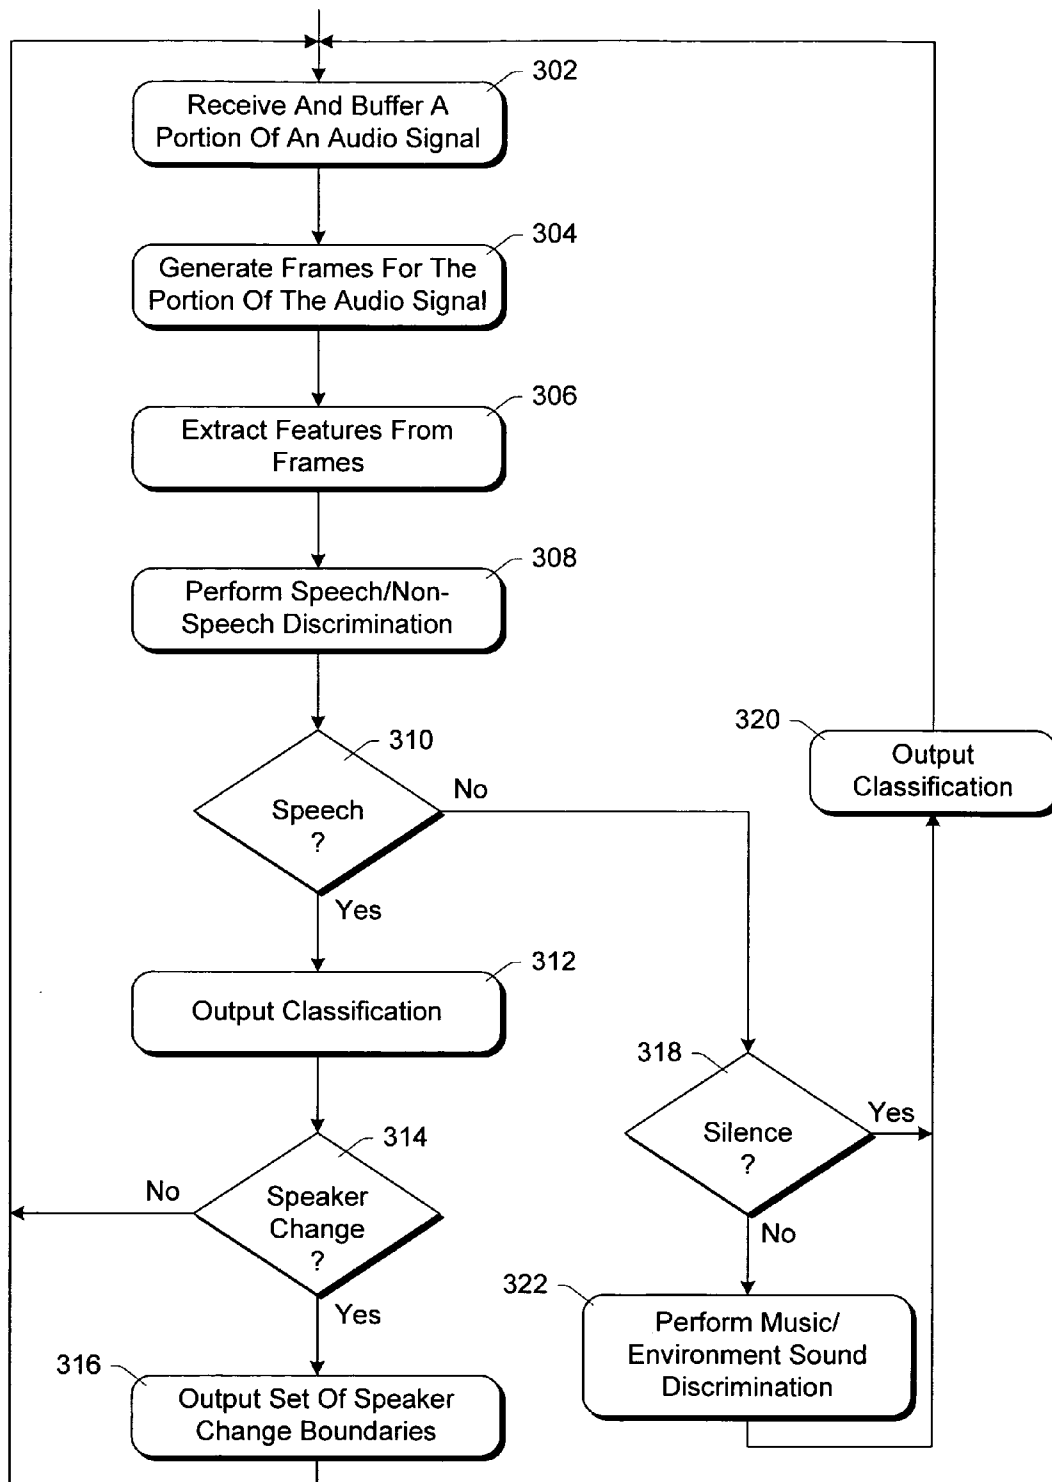 302
Receive And Buffer A
Portion Of An Audio Signal
304
Generate Frames For The
Portion Of The Audio Signal
306
Extract Features From
Frames
308
Perform Speech/Non-
Speech Discrimination
310
Speech
?
No
Yes
312
Output Classification
314
Speaker
Change
?
No
Yes
316
Output Set Of Speaker
Change Boundaries
318
Silence
?
Yes
No
320
Output
Classification
322
Perform Music/
Environment Sound
Discrimination